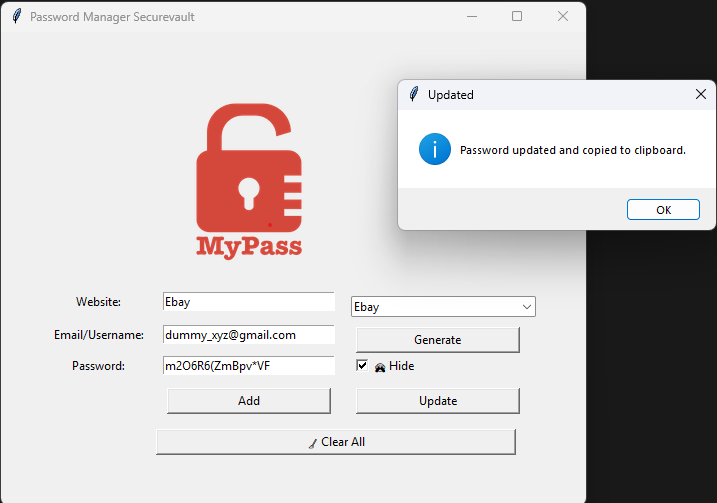 Password Manager Securevault
Updated
Password updated and copied to clipboard.
OK
MyPass
Website:
Ebay
Ebay
Email/Username:
dummy_xyz@gmail.com
Generate
Password:
m2O6R6(ZmBpv*VF
Hide
Add
Update
Clear All